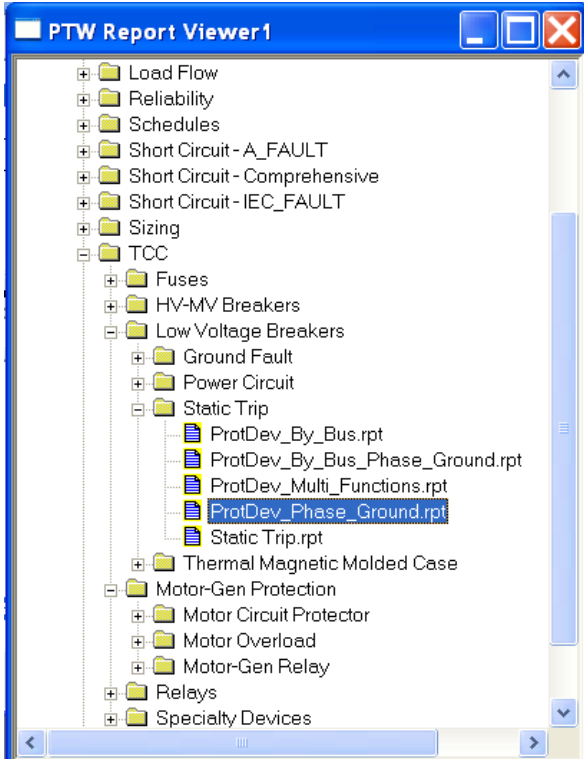 PTW Report Viewer1
Load Flow
Reliability
Schedules
Short Circuit - A_FAULT
Short Circuit - Comprehensive
Short Circuit - IEC_FAULT
Sizing
TCC
Fuses
HV-MV Breakers
Low Voltage Breakers
Ground Fault
Power Circuit
Static Trip
ProtDev_By_Bus.rpt
ProtDev_By_Bus_Phase_Ground.rpt
ProtDev_Multi_Functions.rpt
ProtDev_Phase_Ground.rpt
Static Trip.rpt
Thermal Magnetic Molded Case
Motor-Gen Protection
Motor Circuit Protector
Motor Overload
Motor-Gen Relay
Relays
Specialty Devices